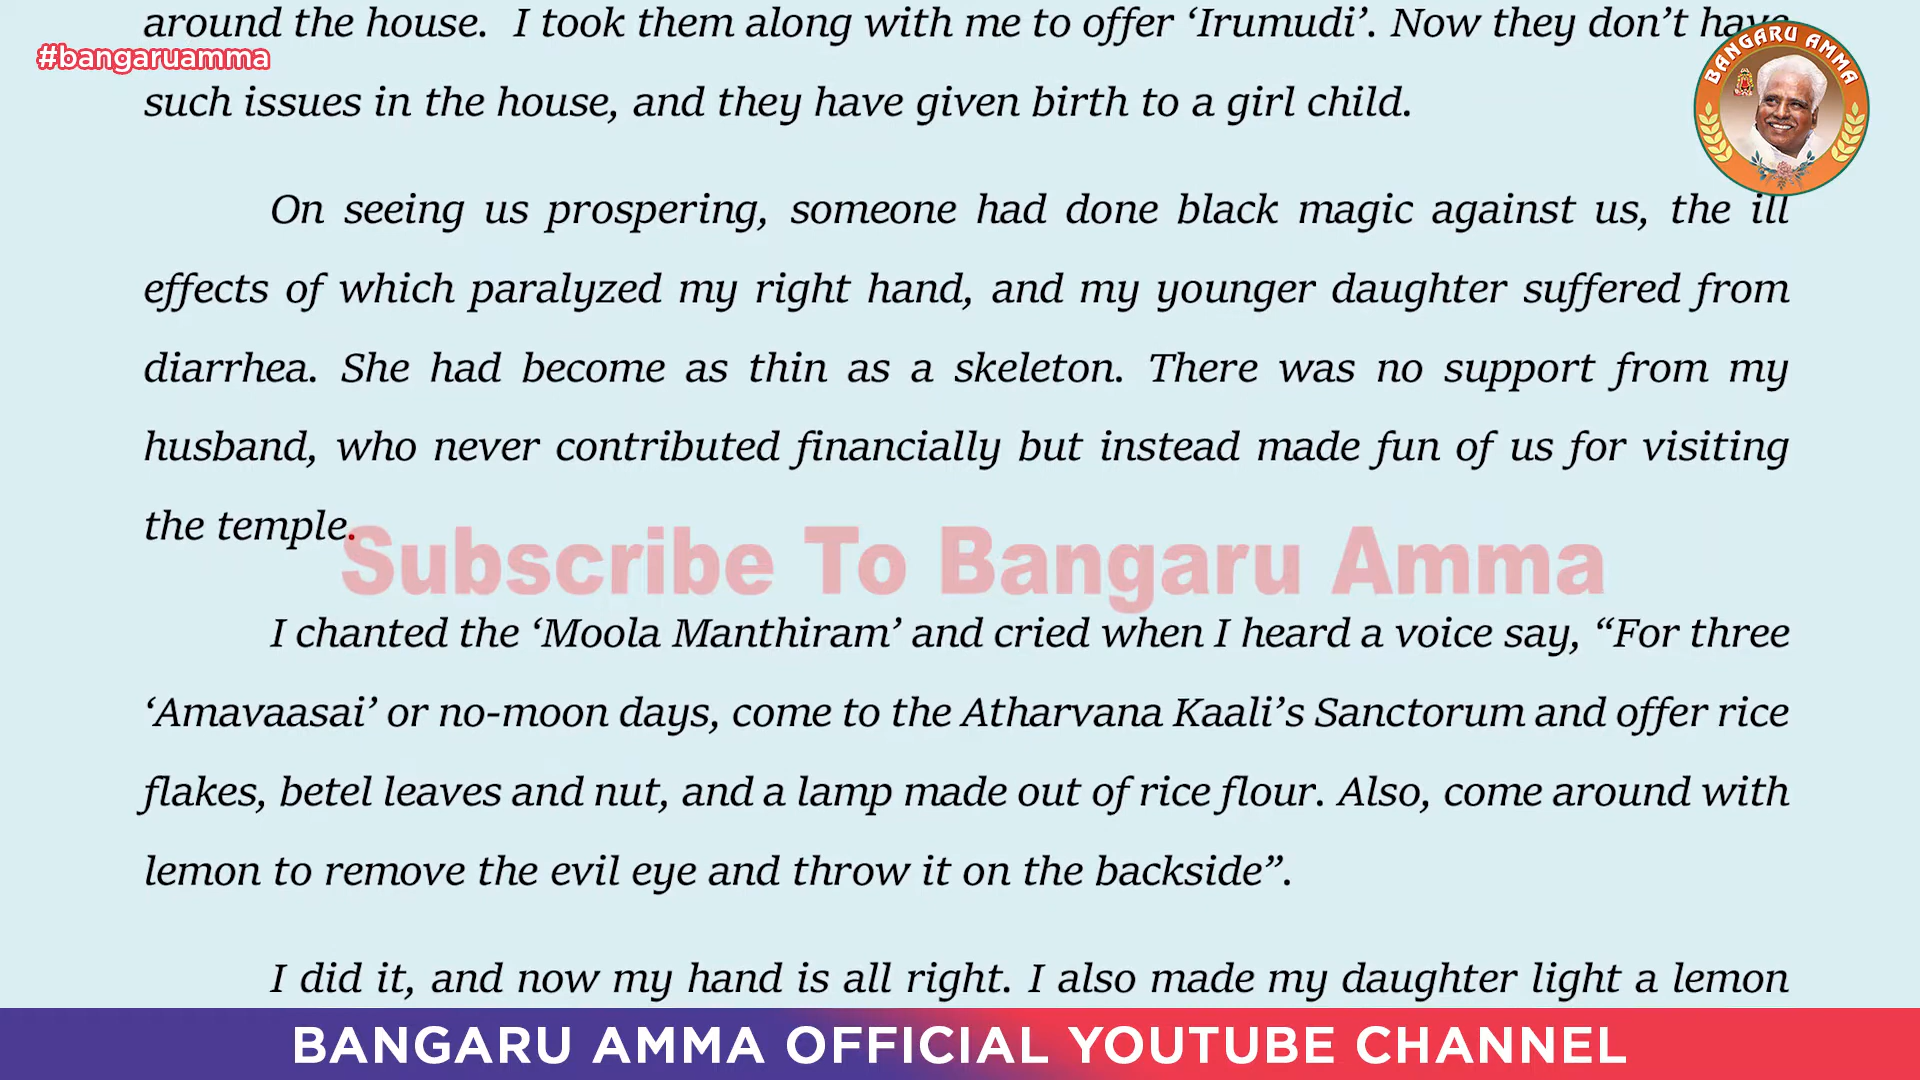 around the house. I took them along with me to offer ‘Irumudi’. Now they don’t have
#bangaruamma
BANGARU AMMA
such issues in the house, and they have given birth to a girl child.
On seeing us prospering, someone had done black magic against us, the ill
effects of which paralyzed my right hand, and my younger daughter suffered from
diarrhea. She had become as thin as a skeleton. There was no support from my
husband, who never contributed financially but instead made fun of us for visiting
the temple.
Subscribe To Bangaru Amma
I chanted the ‘Moola Manthiram’ and cried when I heard a voice say, “For three
‘Amavaasai’ or no-moon days, come to the Atharvana Kaali’s Sanctorum and offer rice
flakes, betel leaves and nut, and a lamp made out of rice flour. Also, come around with
lemon to remove the evil eye and throw it on the backside”.
I did it, and now my hand is all right. I also made my daughter light a lemon
BANGARU AMMA OFFICIAL YOUTUBE CHANNEL